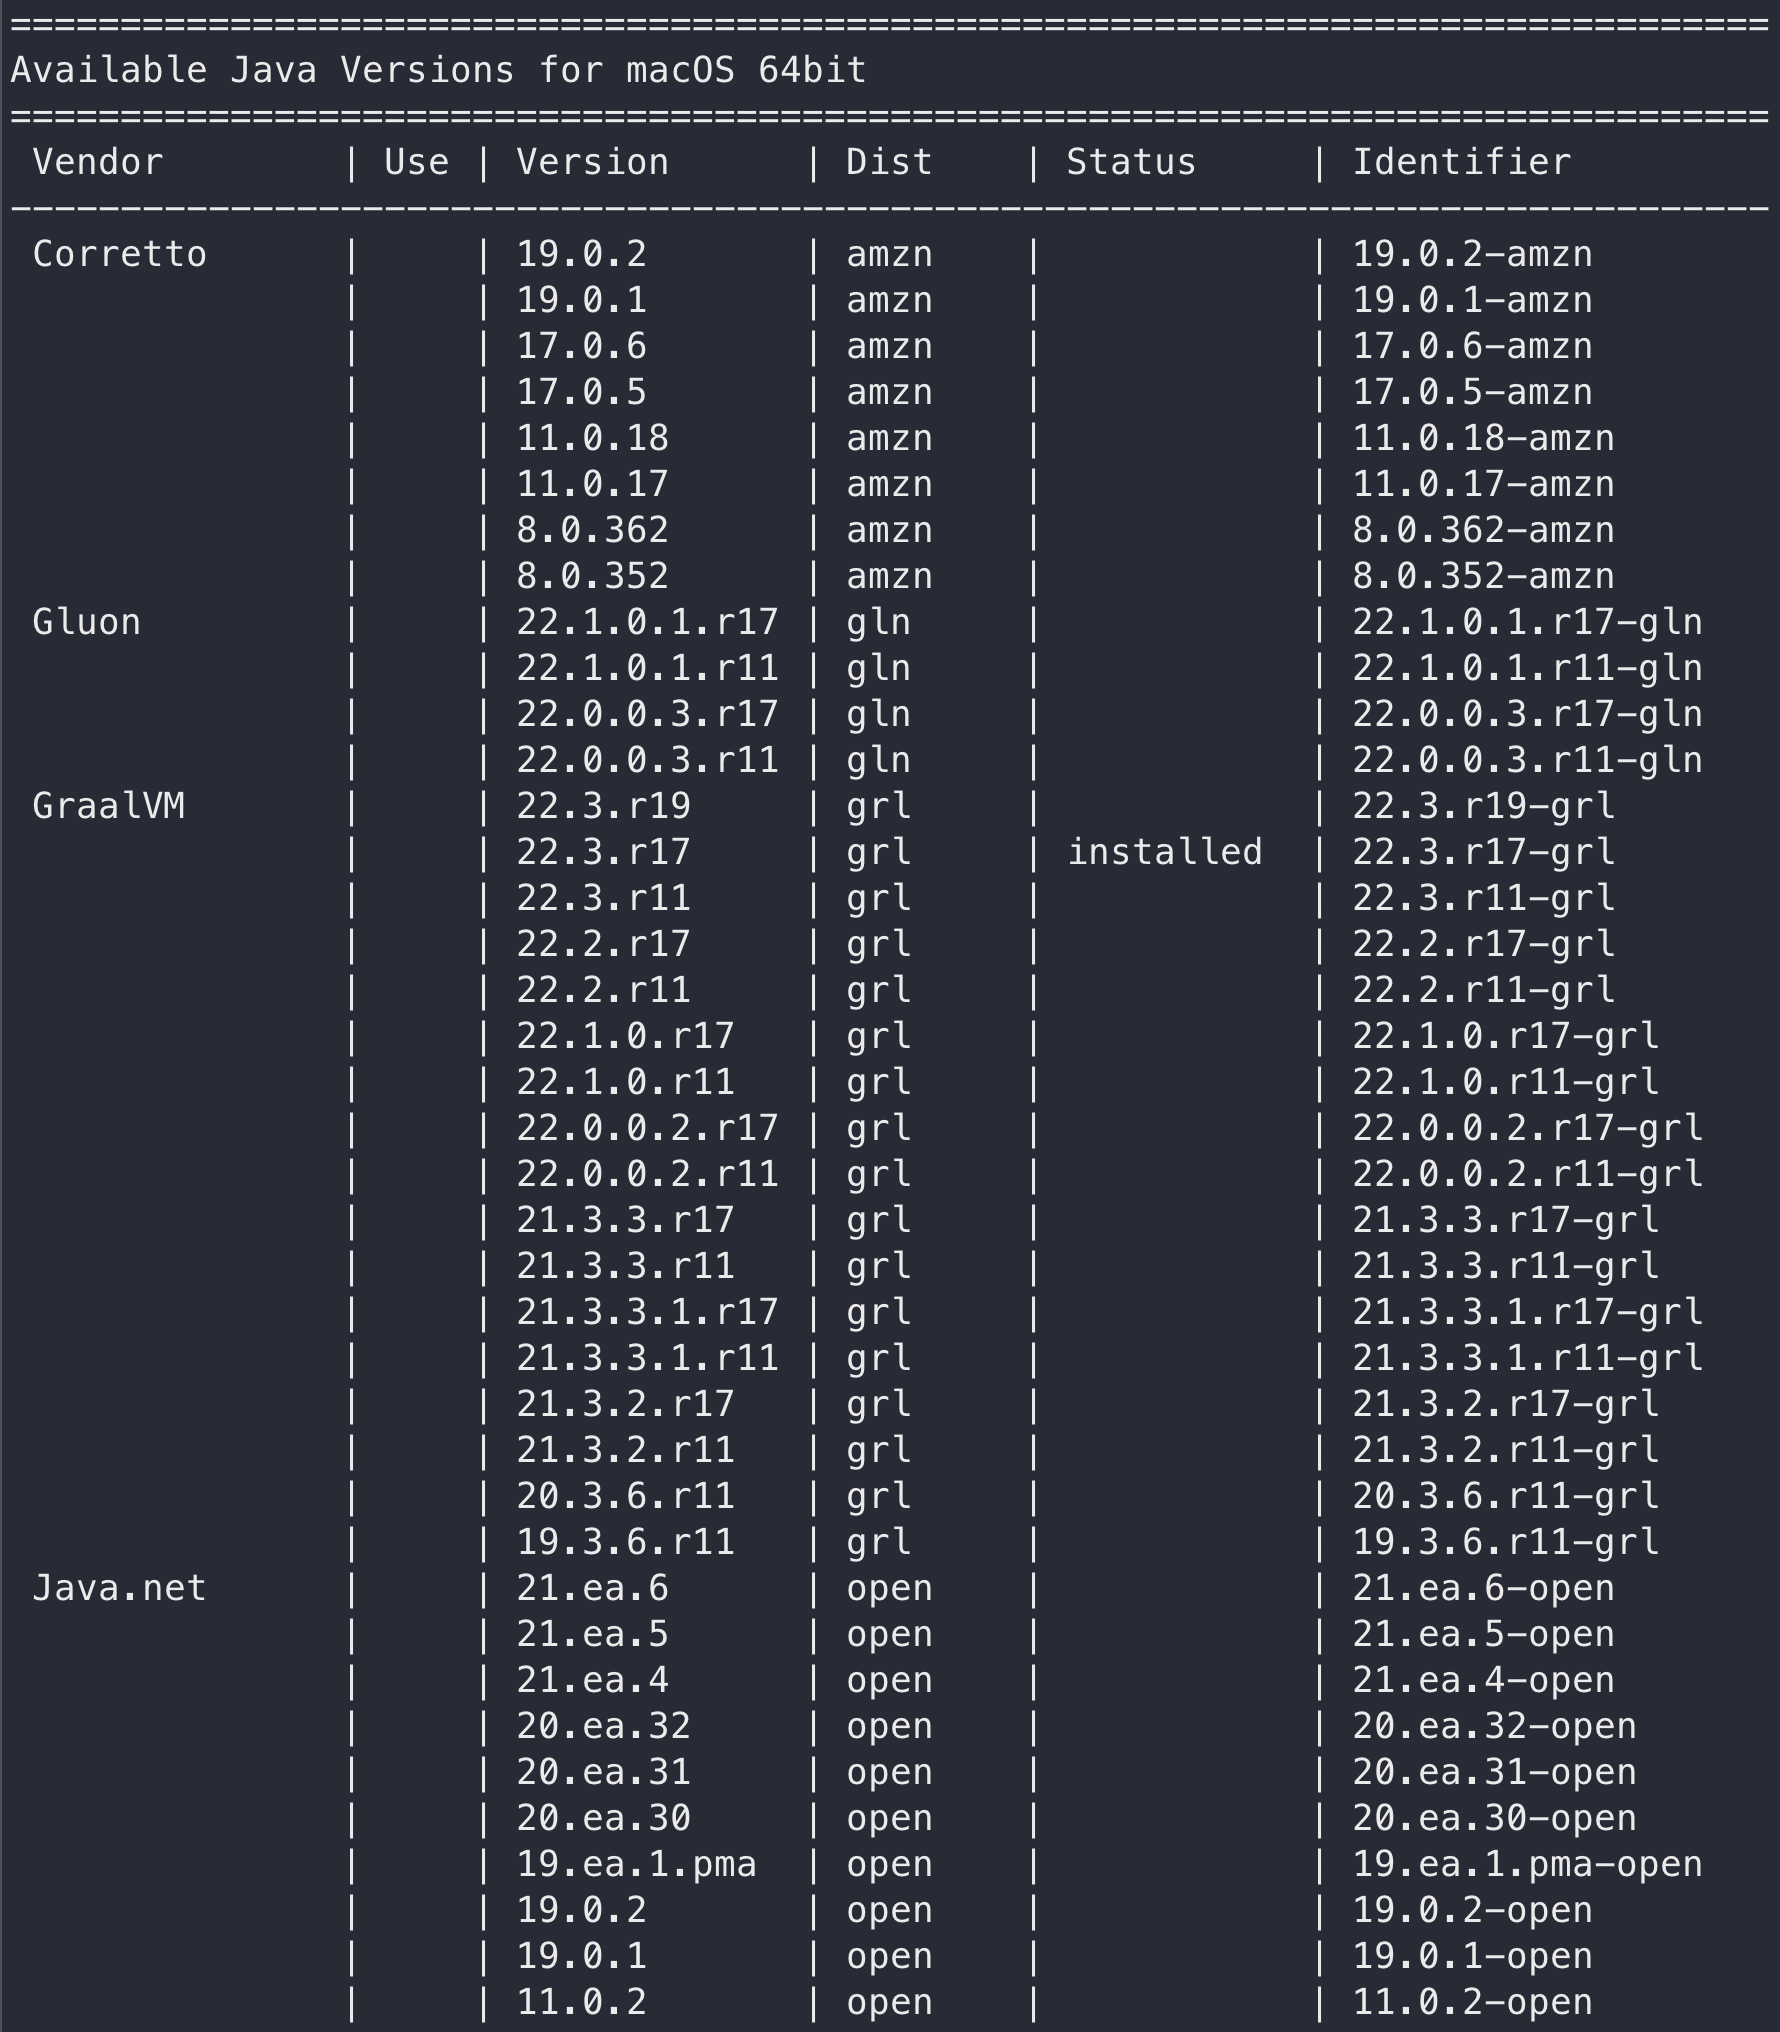 ================================================================================
Available Java Versions for macOS 64bit
================================================================================
 Vendor        | Use | Version      | Dist    | Status     | Identifier
--------------------------------------------------------------------------------
 Corretto      |     | 19.0.2       | amzn    |            | 19.0.2-amzn
               |     | 19.0.1       | amzn    |            | 19.0.1-amzn
               |     | 17.0.6       | amzn    |            | 17.0.6-amzn
               |     | 17.0.5       | amzn    |            | 17.0.5-amzn
               |     | 11.0.18      | amzn    |            | 11.0.18-amzn
               |     | 11.0.17      | amzn    |            | 11.0.17-amzn
               |     | 8.0.362      | amzn    |            | 8.0.362-amzn
               |     | 8.0.352      | amzn    |            | 8.0.352-amzn
 Gluon         |     | 22.1.0.1.r17 | gln     |            | 22.1.0.1.r17-gln
               |     | 22.1.0.1.r11 | gln     |            | 22.1.0.1.r11-gln
               |     | 22.0.0.3.r17 | gln     |            | 22.0.0.3.r17-gln
               |     | 22.0.0.3.r11 | gln     |            | 22.0.0.3.r11-gln
 GraalVM       |     | 22.3.r19     | grl     |            | 22.3.r19-grl
               |     | 22.3.r17     | grl     | installed  | 22.3.r17-grl
               |     | 22.3.r11     | grl     |            | 22.3.r11-grl
               |     | 22.2.r17     | grl     |            | 22.2.r17-grl
               |     | 22.2.r11     | grl     |            | 22.2.r11-grl
               |     | 22.1.0.r17   | grl     |            | 22.1.0.r17-grl
               |     | 22.1.0.r11   | grl     |            | 22.1.0.r11-grl
               |     | 22.0.0.2.r17 | grl     |            | 22.0.0.2.r17-grl
               |     | 22.0.0.2.r11 | grl     |            | 22.0.0.2.r11-grl
               |     | 21.3.3.r17   | grl     |            | 21.3.3.r17-grl
               |     | 21.3.3.r11   | grl     |            | 21.3.3.r11-grl
               |     | 21.3.3.1.r17 | grl     |            | 21.3.3.1.r17-grl
               |     | 21.3.3.1.r11 | grl     |            | 21.3.3.1.r11-grl
               |     | 21.3.2.r17   | grl     |            | 21.3.2.r17-grl
               |     | 21.3.2.r11   | grl     |            | 21.3.2.r11-grl
               |     | 20.3.6.r11   | grl     |            | 20.3.6.r11-grl
               |     | 19.3.6.r11   | grl     |            | 19.3.6.r11-grl
 Java.net      |     | 21.ea.6      | open    |            | 21.ea.6-open
               |     | 21.ea.5      | open    |            | 21.ea.5-open
               |     | 21.ea.4      | open    |            | 21.ea.4-open
               |     | 20.ea.32     | open    |            | 20.ea.32-open
               |     | 20.ea.31     | open    |            | 20.ea.31-open
               |     | 20.ea.30     | open    |            | 20.ea.30-open
               |     | 19.ea.1.pma  | open    |            | 19.ea.1.pma-open
               |     | 19.0.2       | open    |            | 19.0.2-open
               |     | 19.0.1       | open    |            | 19.0.1-open
               |     | 11.0.2       | open    |            | 11.0.2-open